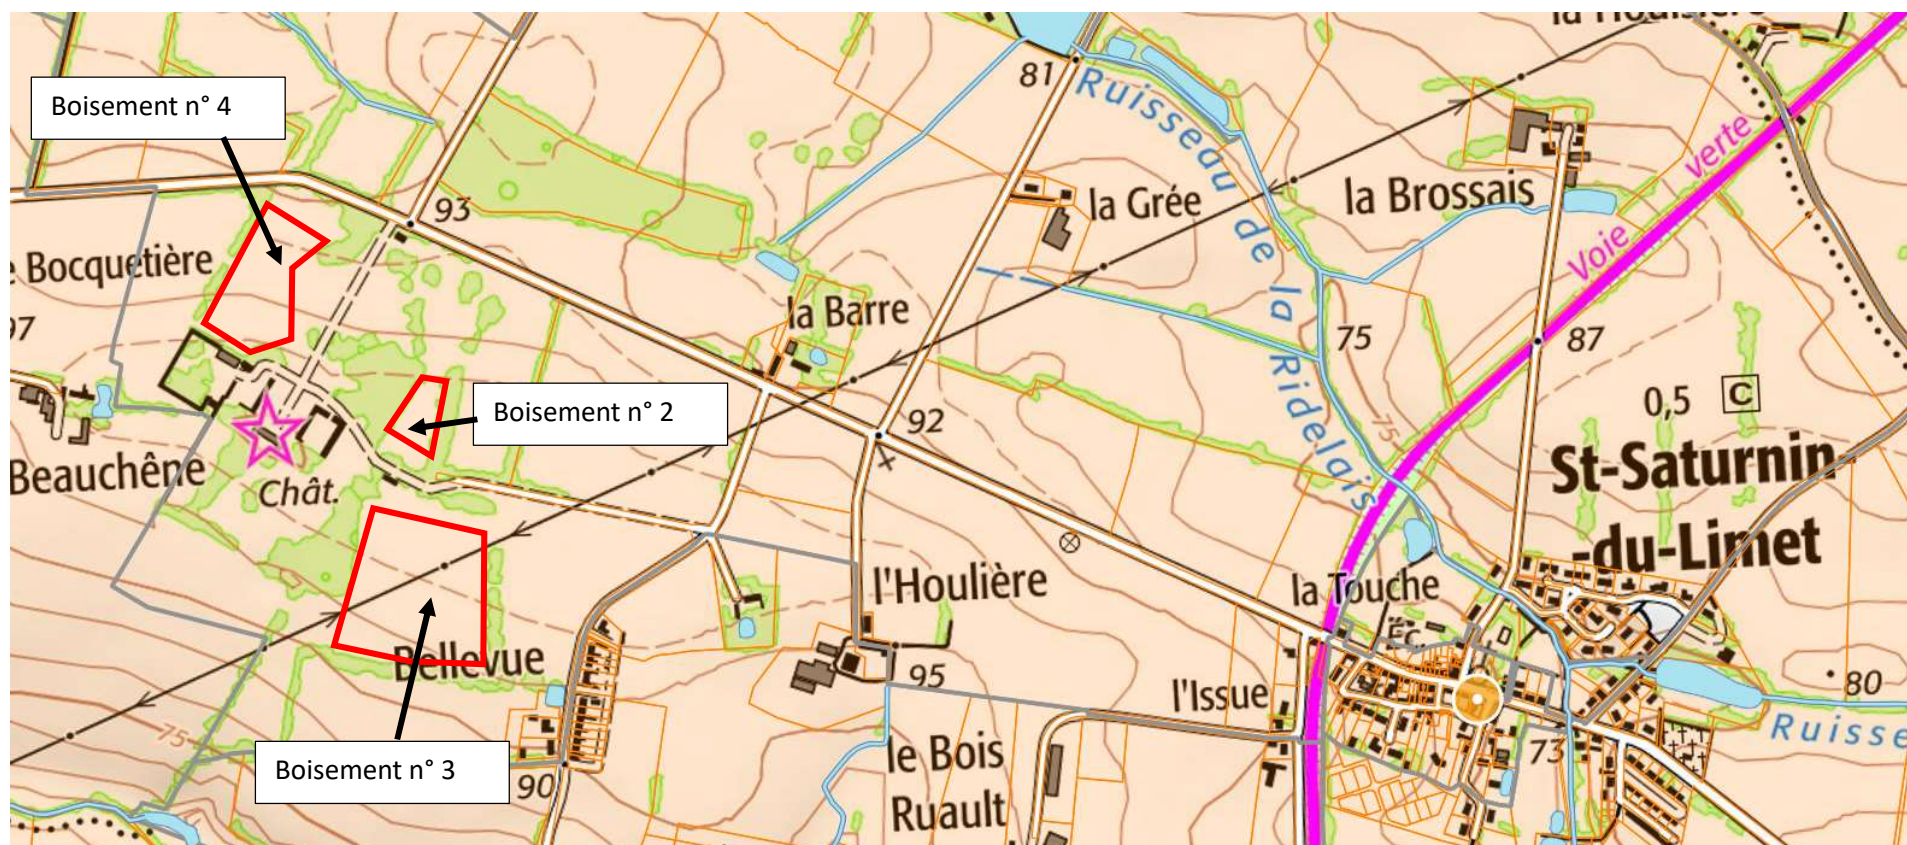 Boisement n° 4
81
Ruisseau de la Ridelais
la Grée
la Brossais
Voie verte
93
Bocquetière
97
la Barre
75
87
0,5 C
Boisement n° 2
92
St-Saturnin
-du-Limet
Beauchêne
Chât.
75
l'Houlière
la Touche
Éc.
Bellevue
95
l'Issue
80
Ruisse
75
Boisement n° 3
90
le Bois
Ruault
73